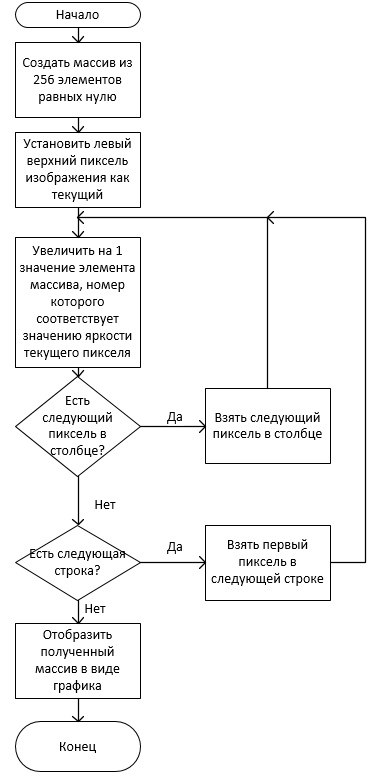 Начало
Создать массив из
256 элементов
равных нулю
Установить левый
верхний пиксель
изображения как
текущий
Увеличить на 1
значение элемента
массива, номер
которого
соответствует
значению яркости
текущего пикселя
Есть
следующий
пиксель в
столбце?
Да
Взять следующий
пиксель в столбце
Нет
Есть следующая
строка?
Да
Взять первый
пиксель в
следующей строке
Нет
Отобразить
полученный
массив в виде
графика
Конец